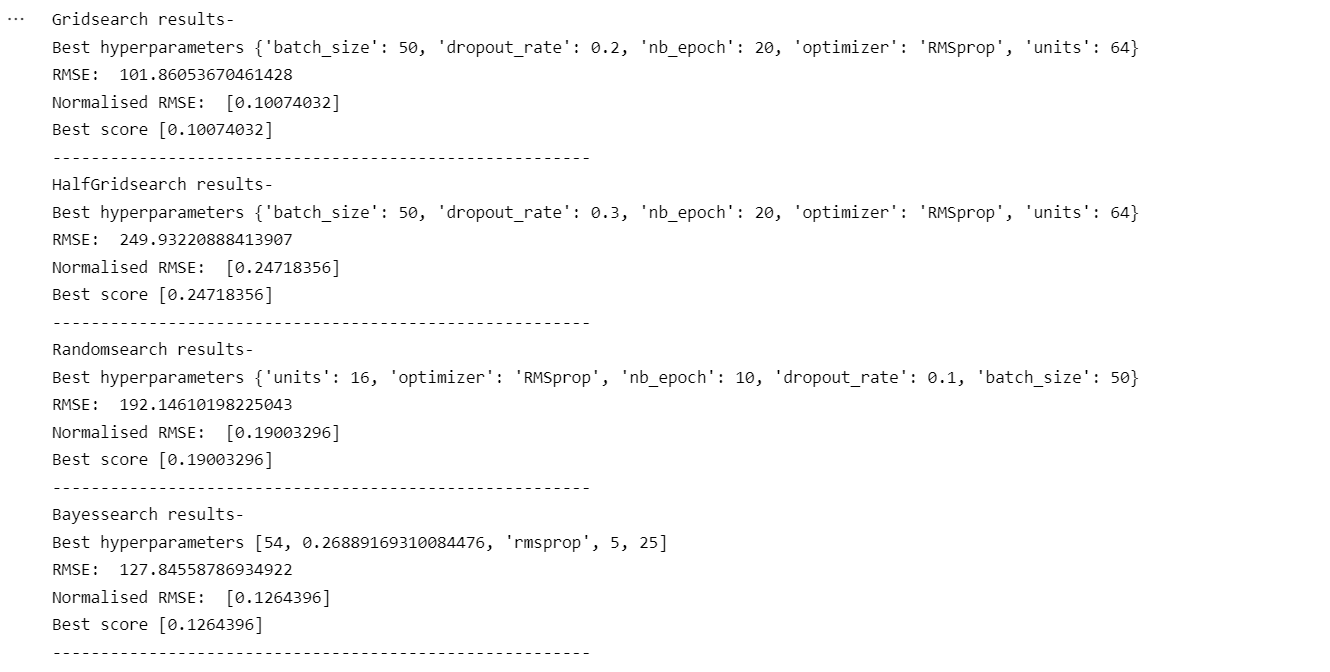 ...
Gridsearch results-
Best hyperparameters {'batch_size': 50, 'dropout_rate': 0.2, 'nb_epoch': 20, 'optimizer': 'RMSprop', 'units': 64}
RMSE:  101.86053670461428
Normalised RMSE:  [0.10074032]
Best score [0.10074032]
--------------------------------------------------------
HalfGridsearch results-
Best hyperparameters {'batch_size': 50, 'dropout_rate': 0.3, 'nb_epoch': 20, 'optimizer': 'RMSprop', 'units': 64}
RMSE:  249.93220888413907
Normalised RMSE:  [0.24718356]
Best score [0.24718356]
--------------------------------------------------------
Randomsearch results-
Best hyperparameters {'units': 16, 'optimizer': 'RMSprop', 'nb_epoch': 10, 'dropout_rate': 0.1, 'batch_size': 50}
RMSE:  192.14610198225043
Normalised RMSE:  [0.19003296]
Best score [0.19003296]
--------------------------------------------------------
Bayessearch results-
Best hyperparameters [54, 0.26889169310084476, 'rmsprop', 5, 25]
RMSE:  127.84558786934922
Normalised RMSE:  [0.1264396]
Best score [0.1264396]
--------------------------------------------------------